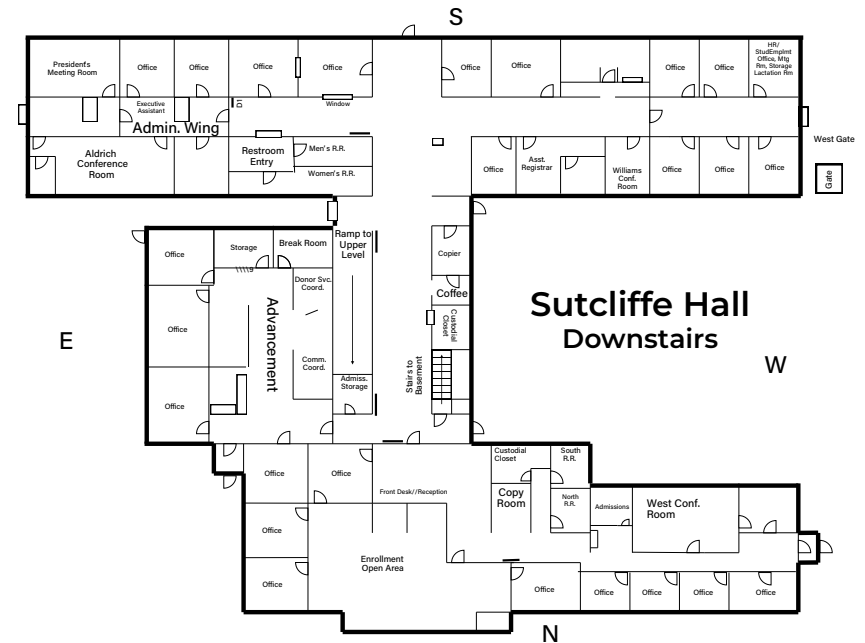 S
President's
Meeting Room
Office
Office
Office
Office
Office
Office
Office
Office
HR/
StudEmplmt
Office, Mtg
Rm, Storage
Lactation Rm
Executive
Assistant
D1
Window
Admin. Wing
West Gate
Gate
Aldrich
Conference
Room
Restroom
Entry
Men's R.R.
Women's R.R.
Office
Asst.
Registrar
Williams
Conf.
Room
Office
Office
Office
Office
Storage
Break Room
Ramp to
Upper
Level
Copier
Donor Svc.
Coord.
Coffee
Sutcliffe Hall
Downstairs
E
W
Office
Advancement
Custodial
Closet
Comm.
Coord.
Stairs to
Basement
Admiss.
Storage
Office
Custodial
Closet
South
R.R.
Office
Office
Front Desk//Reception
Copy
Room
North
R.R.
Admissions
West Conf.
Room
Office
Enrollment
Open Area
Office
Office
Office
Office
Office
Office
N